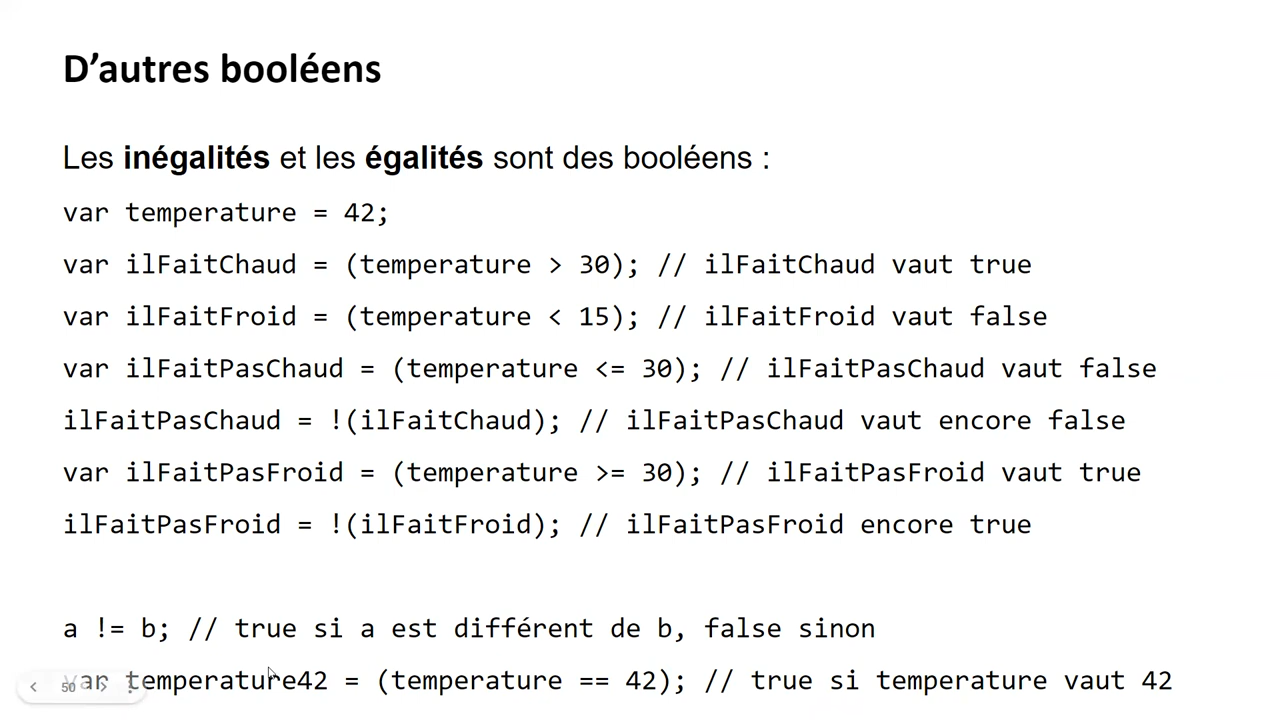 D’autres booléens
Les inégalités et les égalités sont des booléens :
var temperature = 42;
var ilFaitChaud = (temperature > 30); // ilFaitChaud vaut true
var ilFaitFroid = (temperature < 15); // ilFaitFroid vaut false
var ilFaitPasChaud = (temperature <= 30); // ilFaitPasChaud vaut false
ilFaitPasChaud = !(ilFaitChaud); // ilFaitPasChaud vaut encore false
var ilFaitPasFroid = (temperature >= 30); // ilFaitPasFroid vaut true
ilFaitPasFroid = !(ilFaitFroid); // ilFaitPasFroid encore true
a != b; // true si a est différent de b, false sinon
var temperature42 = (temperature == 42); // true si temperature vaut 42
50